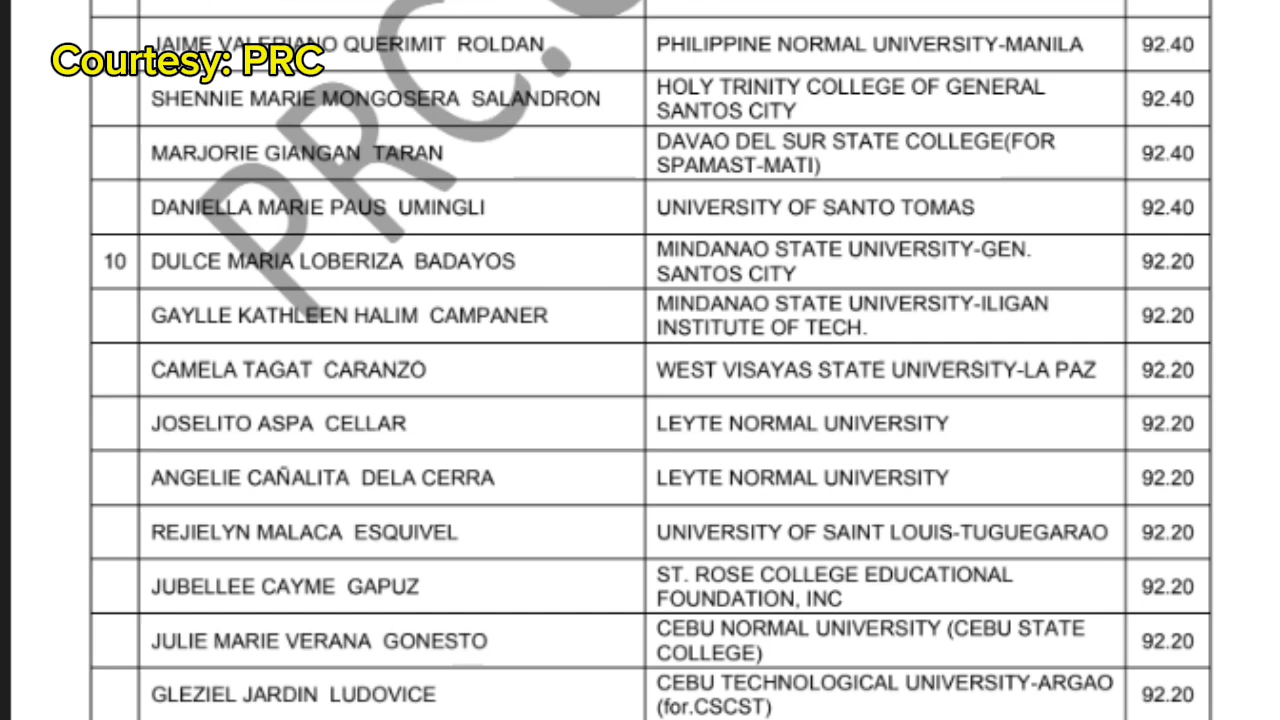 Courtesy: PRC
PRC.
JAIME VALERIANO QUERIMIT ROLDAN PHILIPPINE NORMAL UNIVERSITY-MANILA 92.40
SHENNIE MARIE MONGOSERA SALANDRON HOLY TRINITY COLLEGE OF GENERAL
SANTOS CITY 92.40
MARJORIE GIANGAN TARAN DAVAO DEL SUR STATE COLLEGE(FOR
SPAMAST-MATI) 92.40
DANIELLA MARIE PAUS UMINGLI UNIVERSITY OF SANTO TOMAS 92.40
10 DULCE MARIA LOBERIZA BADAYOS MINDANAO STATE UNIVERSITY-GEN.
SANTOS CITY 92.20
GAYLLE KATHLEEN HALIM CAMPANER MINDANAO STATE UNIVERSITY-ILIGAN
INSTITUTE OF TECH. 92.20
CAMELA TAGAT CARANZO WEST VISAYAS STATE UNIVERSITY-LA PAZ 92.20
JOSELITO ASPA CELLAR LEYTE NORMAL UNIVERSITY 92.20
ANGELIE CAÑALITA DELA CERRA LEYTE NORMAL UNIVERSITY 92.20
REJIELYN MALACA ESQUIVEL UNIVERSITY OF SAINT LOUIS-TUGUEGARAO 92.20
JUBELLEE CAYME GAPUZ ST. ROSE COLLEGE EDUCATIONAL
FOUNDATION, INC 92.20
JULIE MARIE VERANA GONESTO CEBU NORMAL UNIVERSITY (CEBU STATE
COLLEGE) 92.20
GLEZIEL JARDIN LUDOVICE CEBU TECHNOLOGICAL UNIVERSITY-ARGAO
(for.CSCST) 92.20